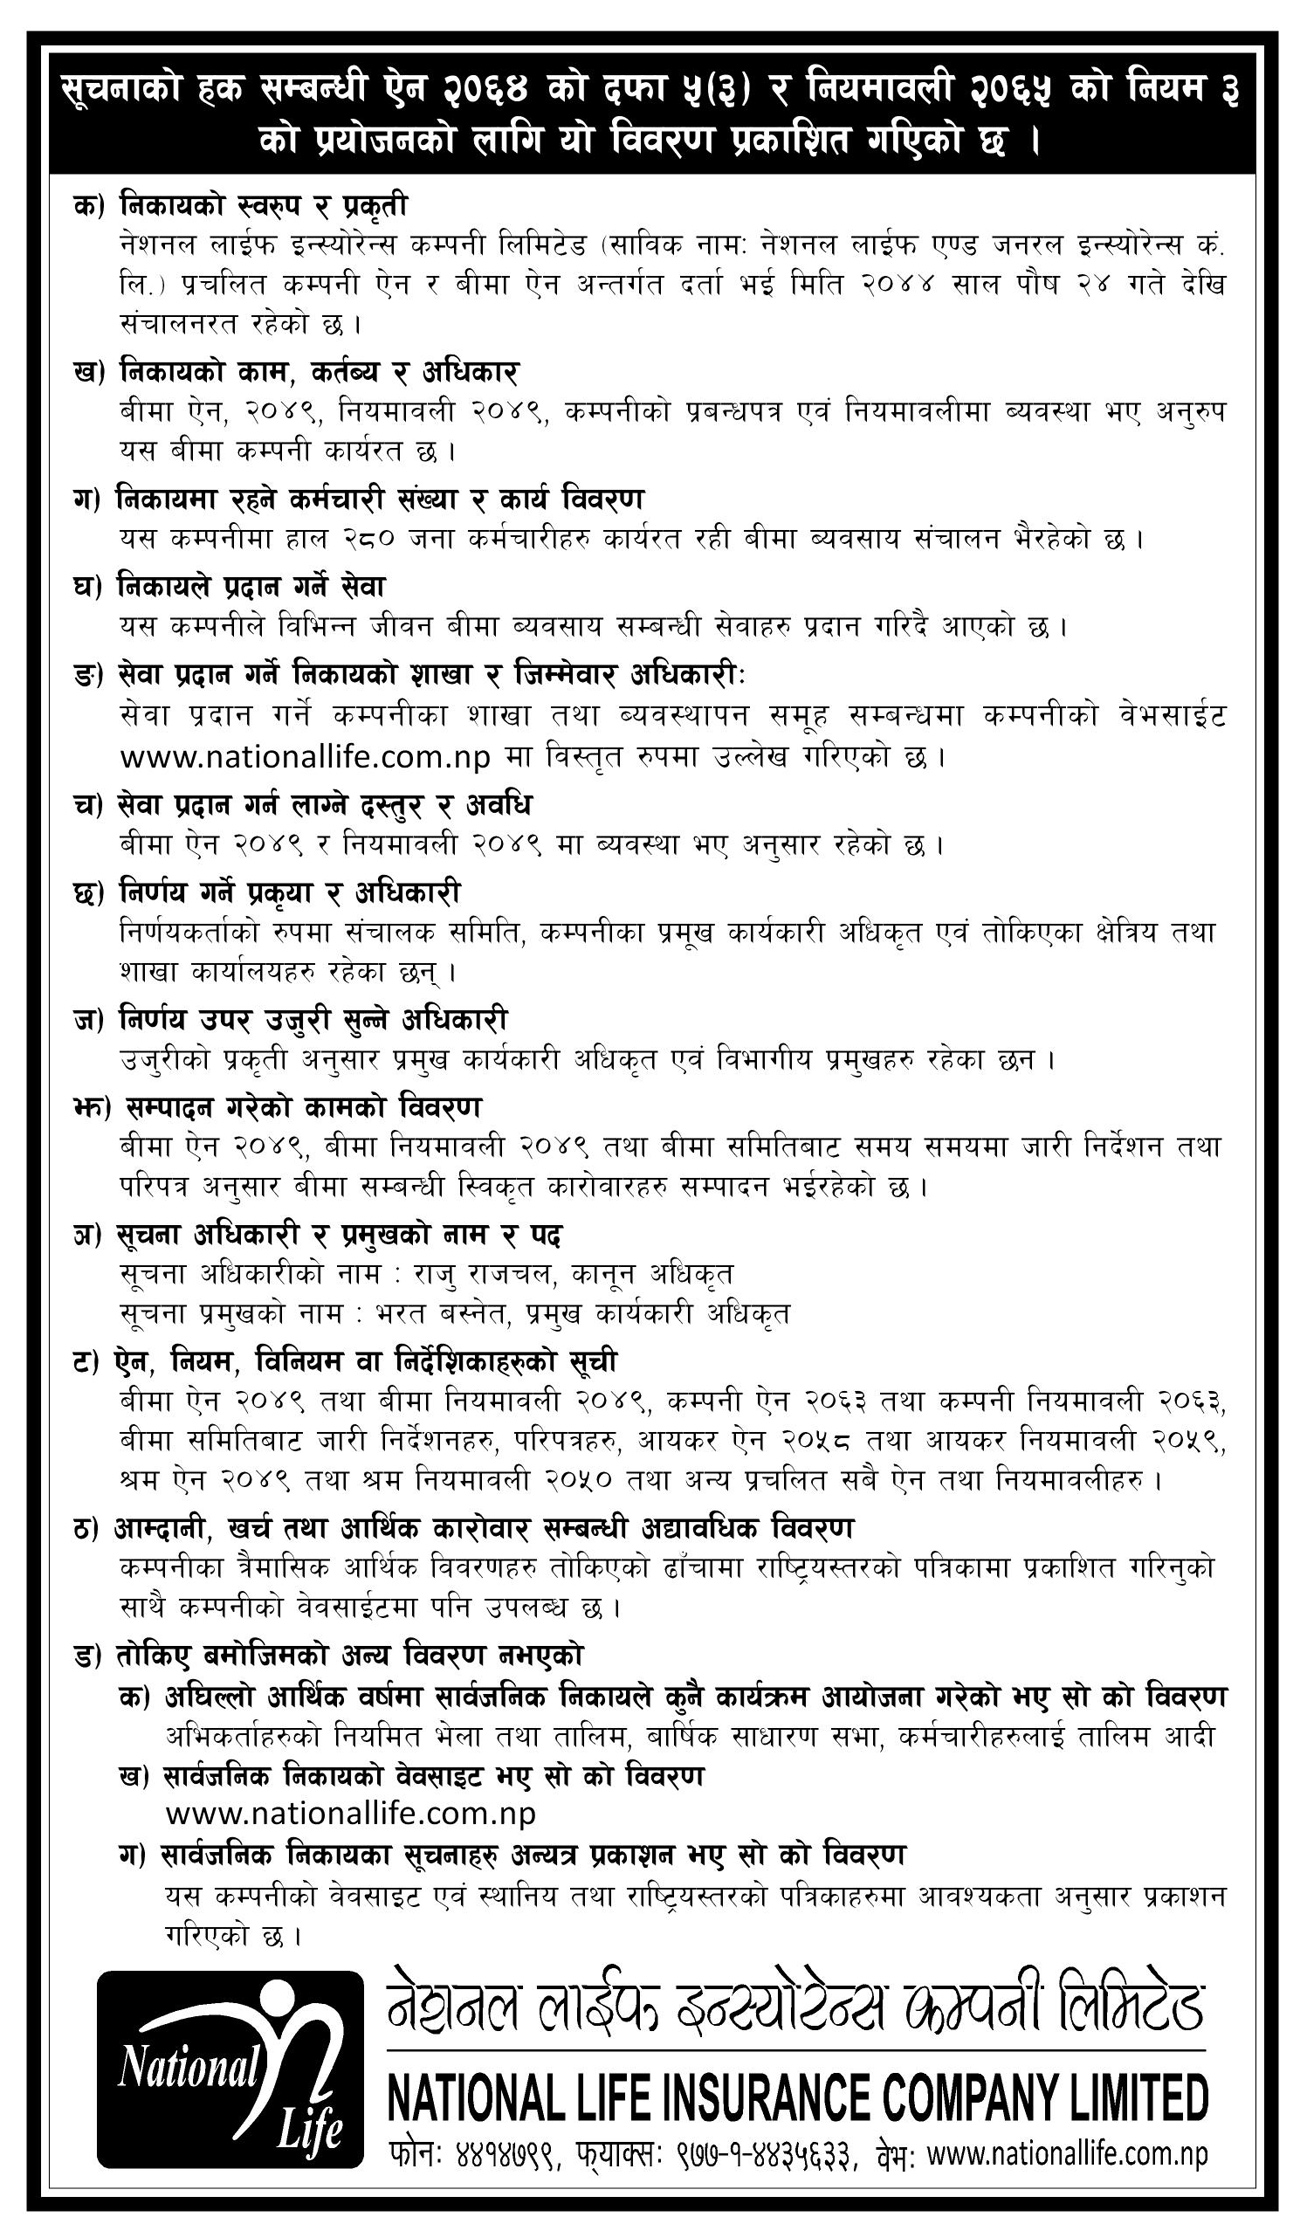 सूचनाको हक सम्बन्धी ऐन २०६४ को दफा ५(३) र नियमावली २०६५ को नियम ३
को प्रयोजनको लागि यो विवरण प्रकाशित गएिको छ ।
क) निकायको स्वरुप र प्रकृती
नेशनल लाईफ इन्स्योरेन्स कम्पनी लिमिटेड (साविक नामः नेशनल लाईफ एण्ड जनरल इन्स्योरेन्स कं.
लि.) प्रचलित कम्पनी ऐन र बीमा ऐन अन्तर्गत दर्ता भई मिति २०४४ साल पौष २४ गते देखि
संचालनरत रहेको छ ।
ख) निकायको काम, कर्तब्य र अधिकार
बीमा ऐन, २०४९, नियमावली २०४९, कम्पनीको प्रबन्धपत्र एवं नियमावलीमा ब्यवस्था भए अनुरुप
यस बीमा कम्पनी कार्यरत छ ।
ग) निकायमा रहने कर्मचारी संख्या र कार्य विवरण
यस कम्पनीमा हाल २८० जना कर्मचारीहरु कार्यरत रही बीमा ब्यवसाय संचालन भैरहेको छ ।
घ) निकायले प्रदान गर्ने सेवा
यस कम्पनीले विभिन्न जीवन बीमा ब्यवसाय सम्बन्धी सेवाहरु प्रदान गरिदै आएको छ ।
ङ) सेवा प्रदान गर्ने निकायको शाखा र जिम्मेवार अधिकारीः
सेवा प्रदान गर्ने कम्पनीका शाखा तथा ब्यवस्थापन समूह सम्बन्धमा कम्पनीको वेभसाईट
www.nationallife.com.np मा विस्तृत रुपमा उल्लेख गरिएको छ ।
च) सेवा प्रदान गर्न लाग्ने दस्तुर र अवधि
बीमा ऐन २०४९ र नियमावली २०४९ मा ब्यवस्था भए अनुसार रहेको छ ।
छ) निर्णय गर्ने प्रकृया र अधिकारी
निर्णयकर्ताको रुपमा संचालक समिति, कम्पनीका प्रमूख कार्यकारी अधिकृत एवं तोकिएका क्षेत्रिय तथा
शाखा कार्यालयहरु रहेका छन् ।
ज) निर्णय उपर उजुरी सुन्ने अधिकारी
उजुरीको प्रकृती अनुसार प्रमुख कार्यकारी अधिकृत एवं विभागीय प्रमुखहरु रहेका छन ।
झ) सम्पादन गरेको कामको विवरण
बीमा ऐन २०४९, बीमा नियमावली २०४९ तथा बीमा समितिबाट समय समयमा जारी निर्देशन तथा
परिपत्र अनुसार बीमा सम्बन्धी स्विकृत कारोवारहरु सम्पादन भईरहेको छ ।
ञ) सूचना अधिकारी र प्रमुखको नाम र पद
सूचना अधिकारीको नाम : राजु राजचल, कानून अधिकृत
सूचना प्रमुखको नाम : भरत बस्नेत, प्रमुख कार्यकारी अधिकृत
ट) ऐन, नियम, विनियम वा निर्देशिकाहरुको सूची
बीमा ऐन २०४९ तथा बीमा नियमावली २०४९, कम्पनी ऐन २०६३ तथा कम्पनी नियमावली २०६३,
बीमा समितिबाट जारी निर्देशनहरु, परिपत्रहरु, आयकर ऐन २०५८ तथा आयकर नियमावली २०५९,
श्रम ऐन २०४९ तथा श्रम नियमावली २०५० तथा अन्य प्रचलित सबै ऐन तथा नियमावलीहरु ।
ठ) आम्दानी, खर्च तथा आर्थिक कारोवार सम्बन्धी अद्यावधिक विवरण
कम्पनीका त्रैमासिक आर्थिक विवरणहरु तोकिएको ढाँचामा राष्ट्रियस्तरको पत्रिकामा प्रकाशित गरिनुको
साथै कम्पनीको वेवसाईटमा पनि उपलब्ध छ ।
ड) तोकिए बमोजिमको अन्य विवरण नभएको
क) अघिल्लो आर्थिक वर्षमा सार्वजनिक निकायले कुनै कार्यक्रम आयोजना गरेको भए सो को विवरण
अभिकर्ताहरुको नियमित भेला तथा तालिम, बार्षिक साधारण सभा, कर्मचारीहरुलाई तालिम आदी
ख) सार्वजनिक निकायको वेवसाइट भए सो को विवरण
www.nationallife.com.np
ग) सार्वजनिक निकायका सूचनाहरु अन्यत्र प्रकाशन भए सो को विवरण
यस कम्पनीको वेवसाइट एवं स्थानिय तथा राष्ट्रियस्तरको पत्रिकाहरुमा आवश्यकता अनुसार प्रकाशन
गरिएको छ ।
National
Life
नेशनल लाईफ इन्स्योरेन्स कम्पनी लिमिटेड
NATIONAL LIFE INSURANCE COMPANY LIMITED
फोनः ४४१४७९९, फ्याक्सः ९७७-१-४४३५६३३, वेभः www.nationallife.com.np